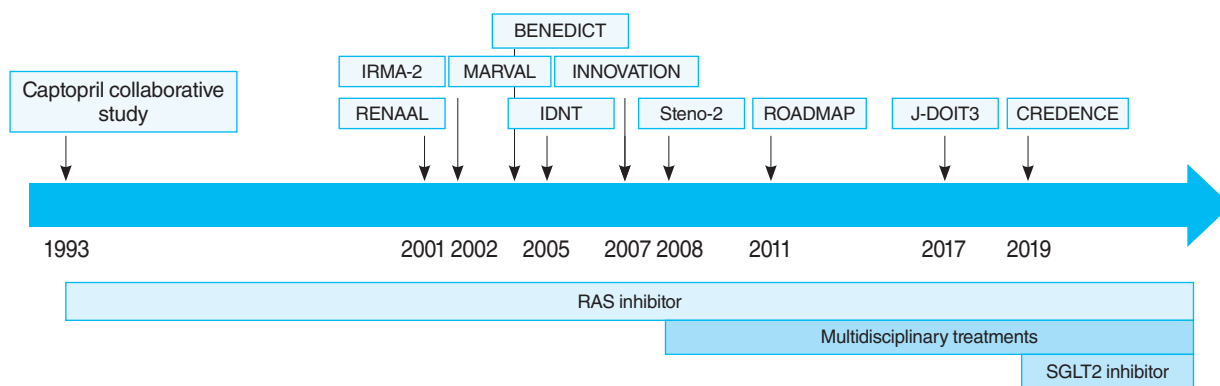 BENEDICT
IRMA-2
MARVAL
INNOVATION
Captopril collaborative
study
RENAAL
IDNT
Steno-2
ROADMAP
J-DOIT3
CREDENCE
1993
2001
2002
2005
2007
2008
2011
2017
2019
RAS inhibitor
Multidisciplinary treatments
SGLT2 inhibitor